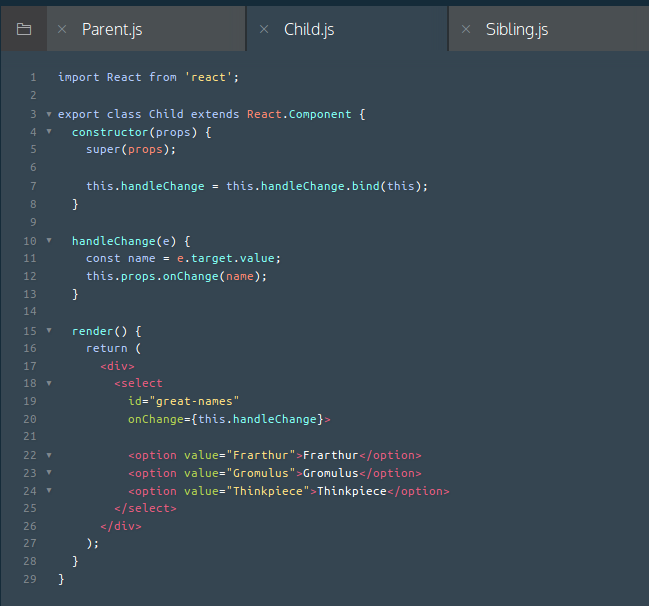 Parent.js
Child.js
Sibling.js
1 import React from 'react';
2
3 export class Child extends React.Component {
4   constructor(props) {
5     super(props);
6
7     this.handleChange = this.handleChange.bind(this);
8   }
9
10   handleChange(e) {
11     const name = e.target.value;
12     this.props.onChange(name);
13   }
14
15   render() {
16     return (
17       <div>
18         <select
19           id="great-names"
20           onChange={this.handleChange}>
21
22           <option value="Frarthur">Frarthur</option>
23           <option value="Gromulus">Gromulus</option>
24           <option value="Thinkpiece">Thinkpiece</option>
25         </select>
26       </div>
27     );
28   }
29 }